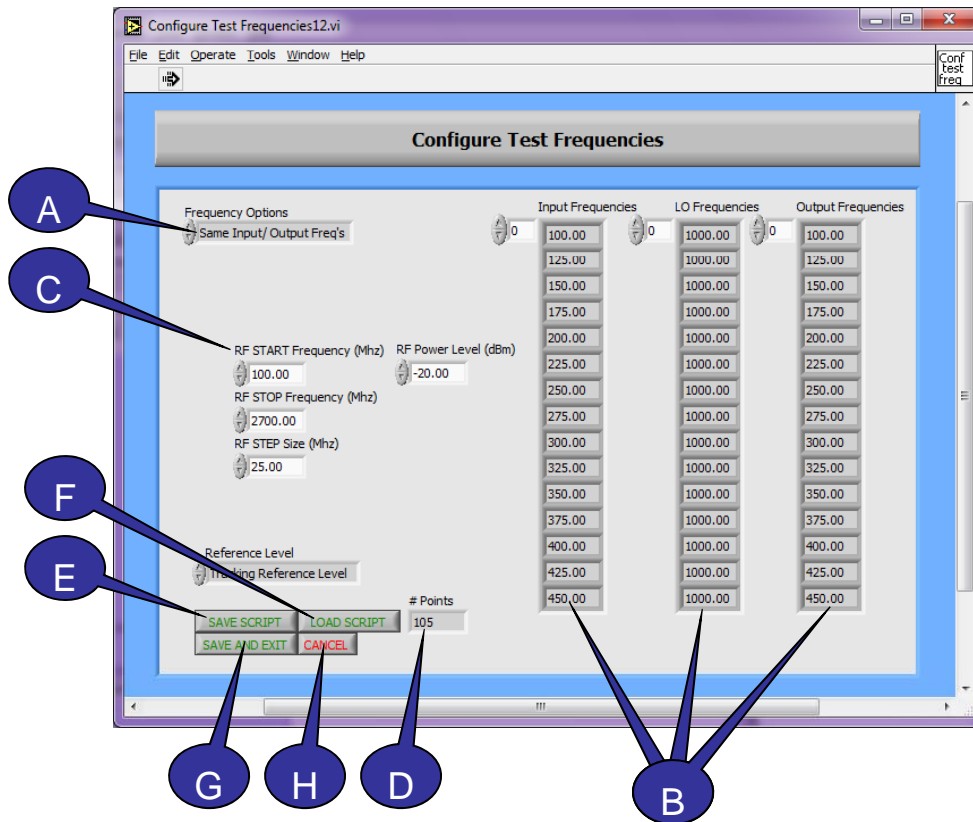 Configure Test Frequencies12.vi
File Edit Operate Tools Window Help
Conf
test
freq
Configure Test Frequencies
A
Frequency Options
Same Input/ Output Freq's
C
RF START Frequency (Mhz)
100.00
RF Power Level (dBm)
-20.00
RF STOP Frequency (Mhz)
2700.00
RF STEP Size (Mhz)
25.00
F
Reference Level
Tracking Reference Level
E
SAVE SCRIPT LOAD SCRIPT
SAVE AND EXIT CANCEL
# Points
105
Input Frequencies LO Frequencies Output Frequencies
0 100.00 0 1000.00 0 100.00
125.00 1000.00 125.00
150.00 1000.00 150.00
175.00 1000.00 175.00
200.00 1000.00 200.00
225.00 1000.00 225.00
250.00 1000.00 250.00
275.00 1000.00 275.00
300.00 1000.00 300.00
325.00 1000.00 325.00
350.00 1000.00 350.00
375.00 1000.00 375.00
400.00 1000.00 400.00
425.00 1000.00 425.00
450.00 1000.00 450.00
G H D B